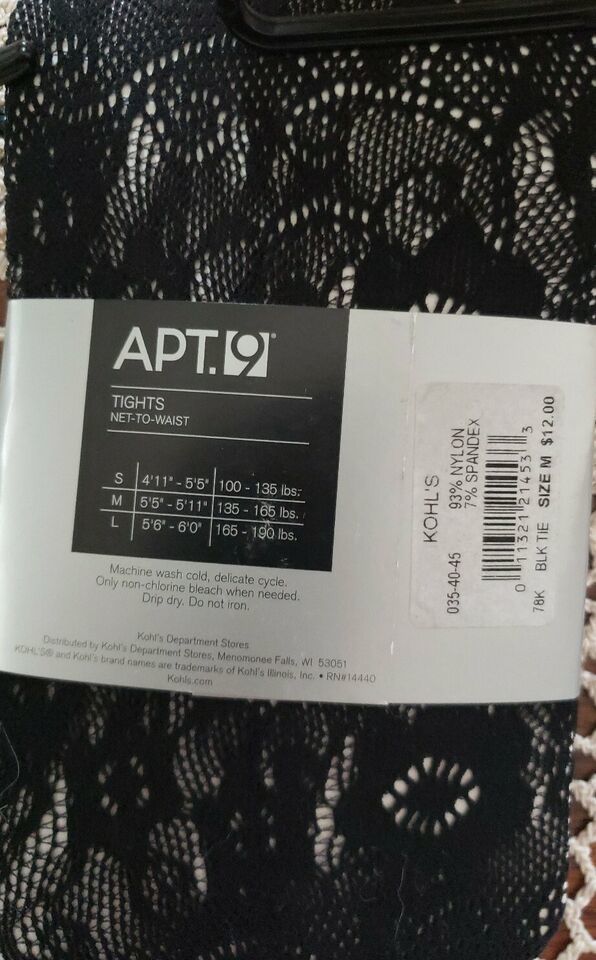 APT.9®
TIGHTS
NET-TO-WAIST
S 4'11" - 5'5" 100 - 135 lbs.
M 5'5" - 5'11" 135 - 165 lbs.
L 5'6" - 6'0" 165 - 190 lbs.
Machine wash cold, delicate cycle.
Only non-chlorine bleach when needed.
Drip dry. Do not iron.
Kohl's Department Stores
Distributed by Kohl's Department Stores, Menomonee Falls, WI 53051
KOHL'S® and Kohl's brand names are trademarks of Kohl's Illinois, Inc. • RN#14440
Kohls.com
KOHL'S
035-40-45
93% NYLON
7% SPANDEX
0 11321 21453 3
78K BLK TIE SIZE M $12.00